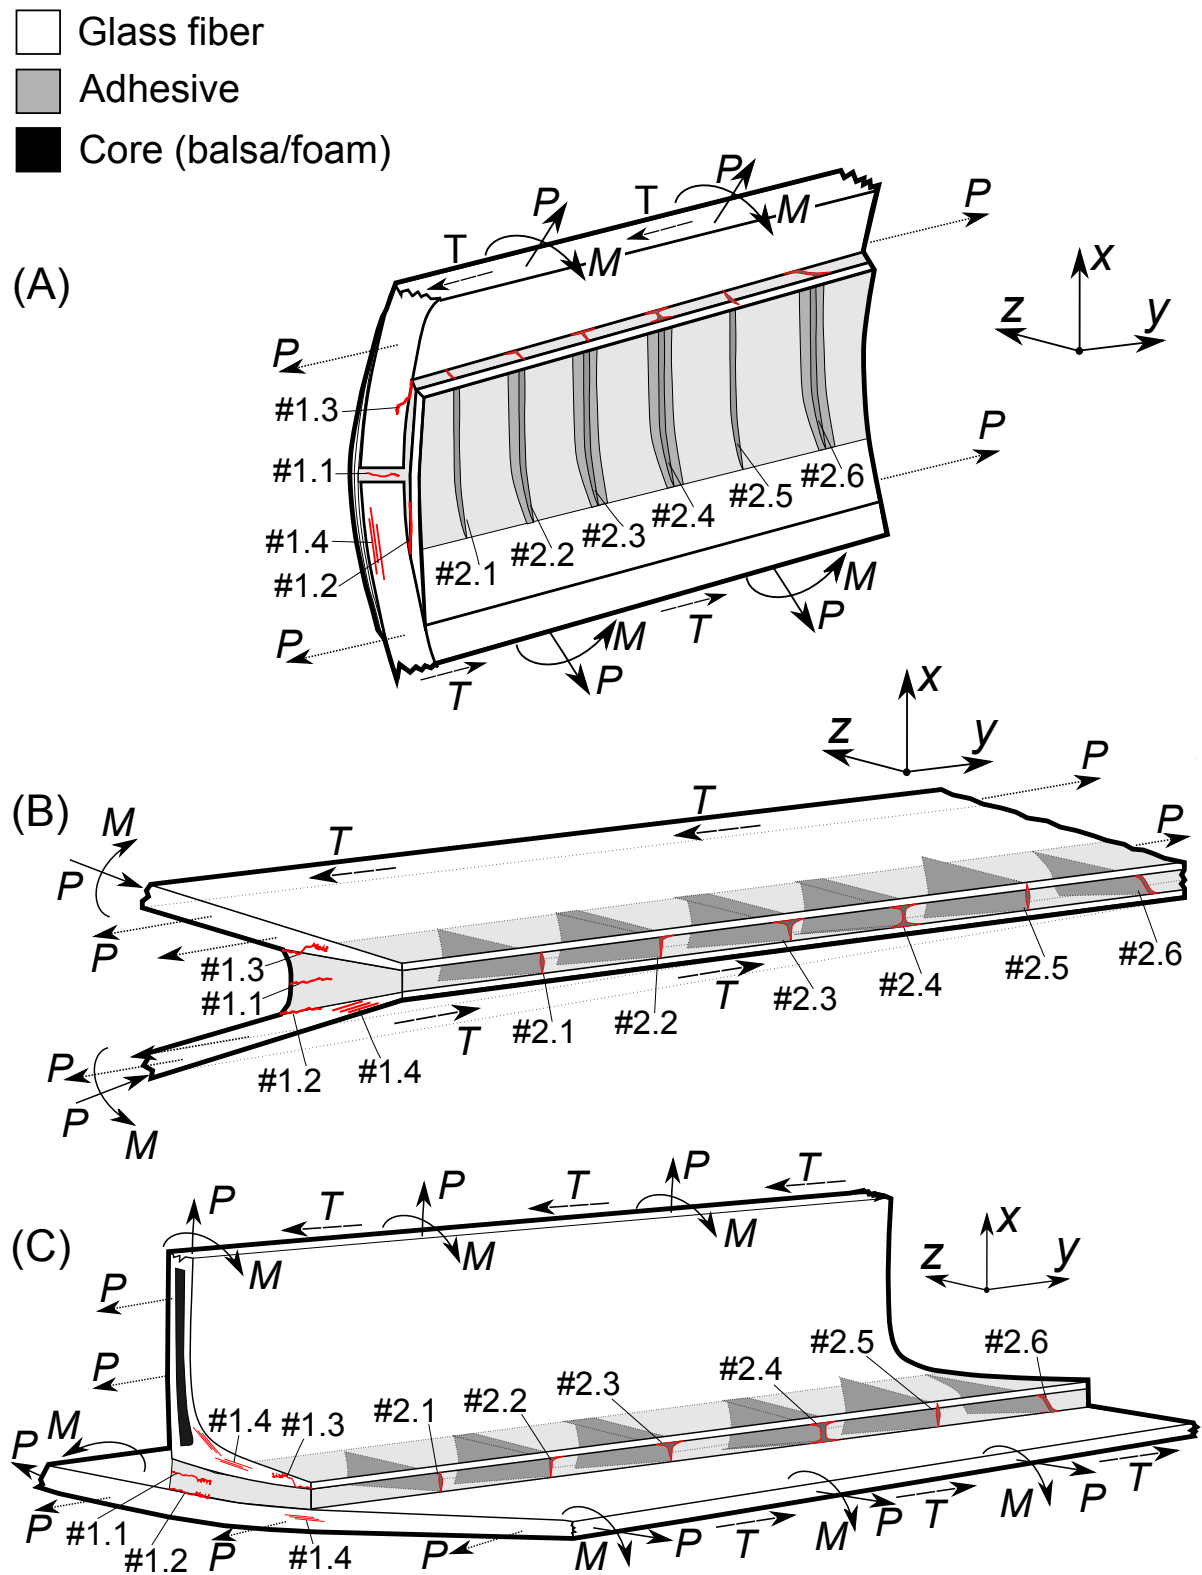 Glass fiber
Adhesive
Core (balsa/foam)
(A)
P
T
M
P
T
M
P
x
z
y
P
#1.3
#1.1
#1.4
#1.2
P
#2.1
#2.2
#2.3
#2.4
#2.5
#2.6
P
T
M
P
T
M
P
(B)
x
z
y
M
P
T
T
P
P
P
#1.3
#1.1
#1.2
#1.4
P
P
M
T
T
#2.1
#2.2
#2.3
#2.4
#2.5
#2.6
(C)
P
T
P
T
P
T
M
M
M
x
z
y
P
P
M
P
P
#1.4
#1.3
#2.1
#2.2
#2.3
#2.4
#2.5
#2.6
#1.1
#1.2
P
#1.4
P
M
P
T
M
P
T
M
P
T